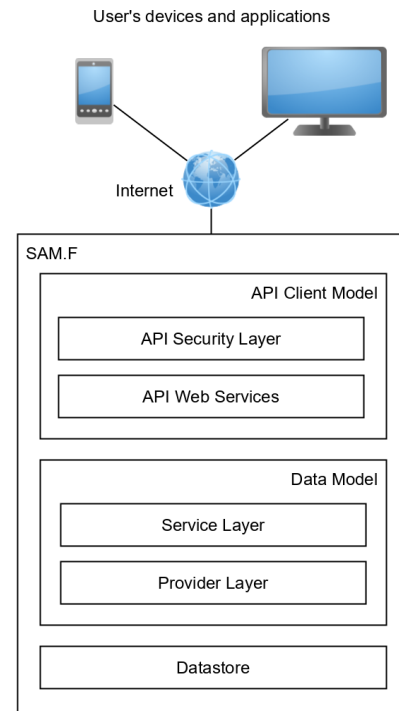 User's devices and applications
Internet
SAM.F
API Client Model
API Security Layer
API Web Services
Data Model
Service Layer
Provider Layer
Datastore